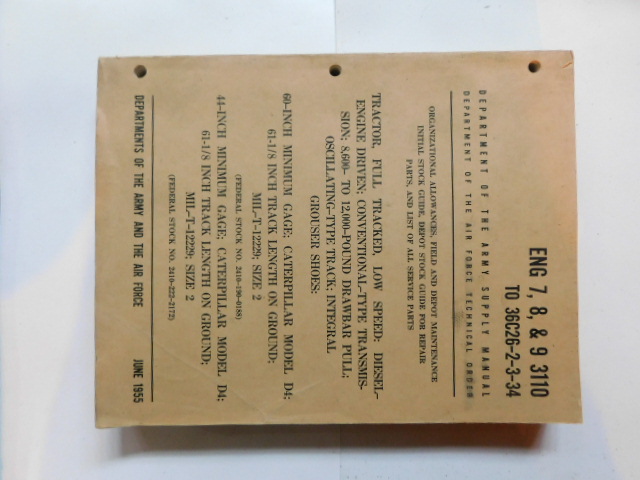 ENG 7, 8, & 9 3110
TO 36C26-2-3-34
DEPARTMENT OF THE ARMY SUPPLY MANUAL
DEPARTMENT OF THE AIR FORCE TECHNICAL ORDER
ORGANIZATIONAL ALLOWANCES, FIELD AND DEPOT MAINTENANCE
INITIAL STOCK GUIDE, DEPOT STOCK GUIDE FOR REPAIR
PARTS, AND LIST OF ALL SERVICE PARTS
TRACTOR, FULL TRACKED, LOW SPEED: DIESEL-
ENGINE DRIVEN; CONVENTIONAL-TYPE TRANSMIS-
SION; 8,600- TO 12,000-POUND DRAWBAR PULL;
OSCILLATING-TYPE TRACK; INTEGRAL
GROUSER SHOES:
60-INCH MINIMUM GAGE; CATERPILLAR MODEL D4;
61-1/8 INCH TRACK LENGTH ON GROUND;
MIL-T-12229; SIZE 2
(FEDERAL STOCK NO. 2410-190-0188)
44-INCH MINIMUM GAGE; CATERPILLAR MODEL D4;
61-1/8 INCH TRACK LENGTH ON GROUND;
MIL-T-12229; SIZE 2
(FEDERAL STOCK NO. 2410-222-2172)
DEPARTMENTS OF THE ARMY AND THE AIR FORCE JUNE 1955